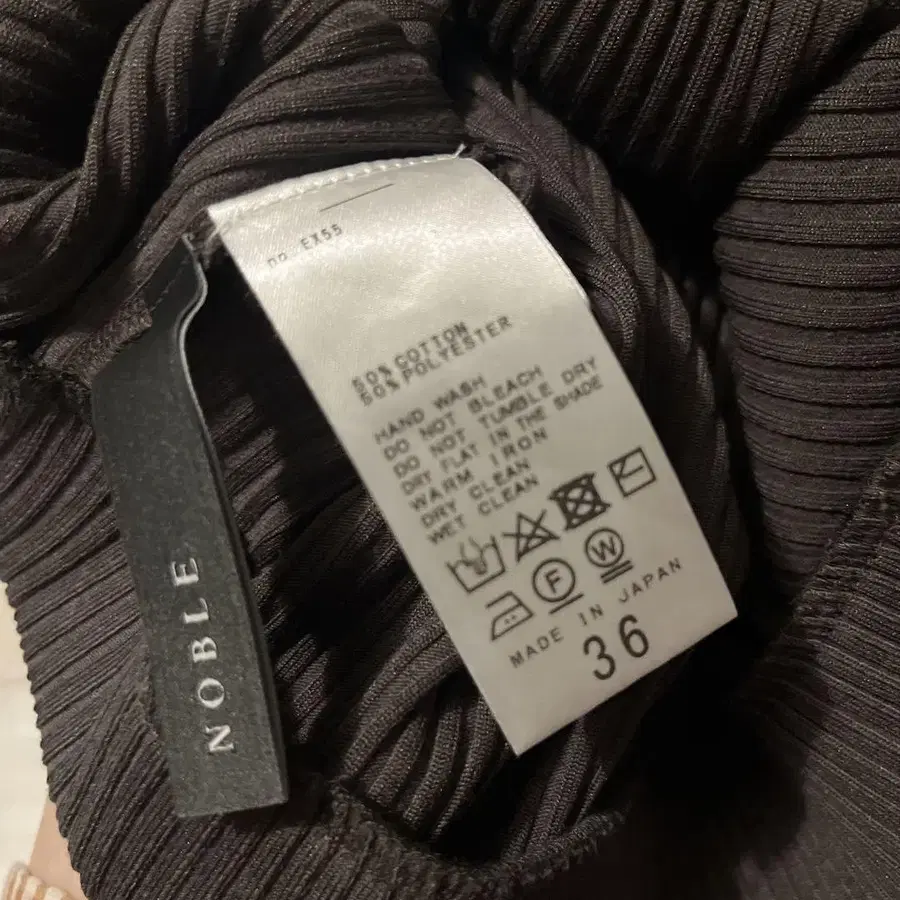 no. EX55
50% COTTON
50% POLYESTER
HAND WASH
DO NOT BLEACH
DO NOT TUMBLE DRY
DRY FLAT IN THE SHADE
WARM IRON
DRY CLEAN
WET CLEAN
F W
MADE IN JAPAN
36
NOBLE